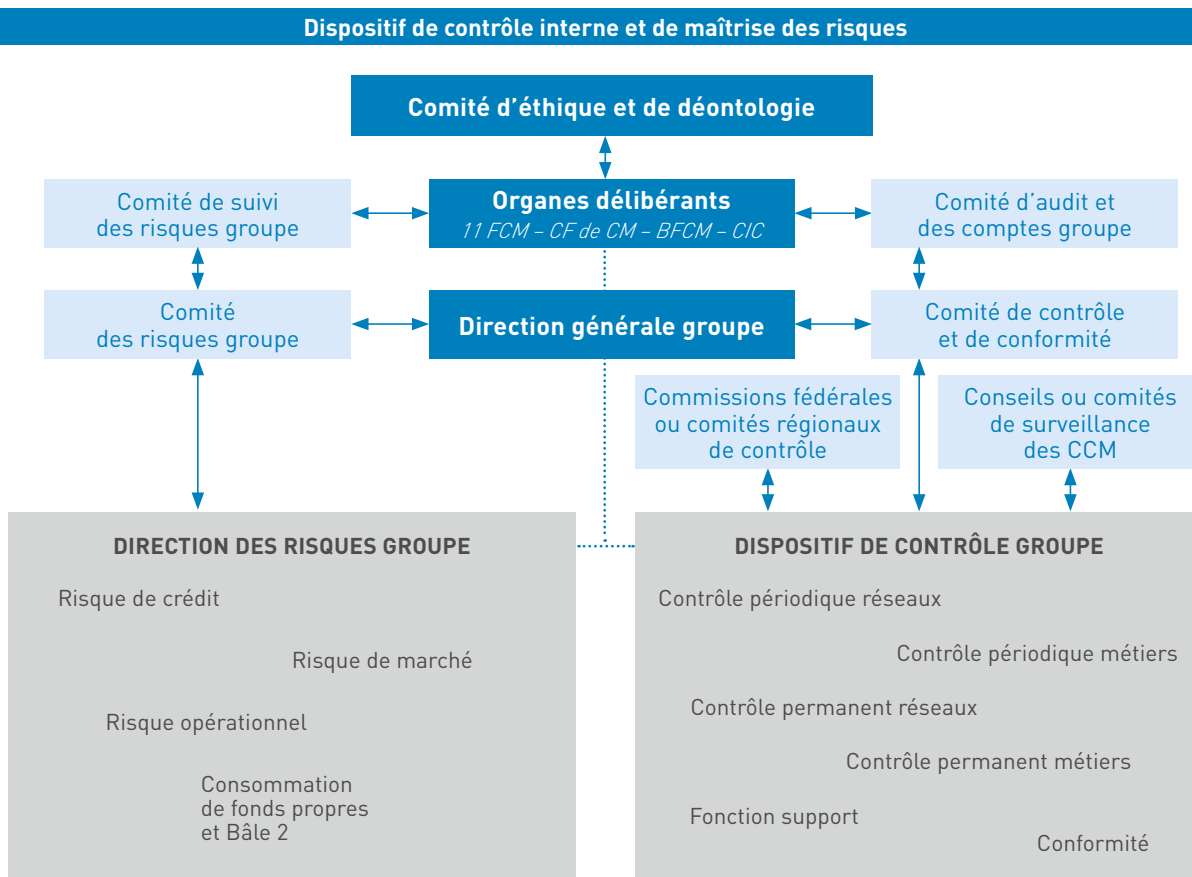 Dispositif de contrôle interne et de maîtrise des risques
Comité d'éthique et de déontologie
Comité de suivi
des risques groupe
Organes délibérants
11 FCM – CF de CM – BFCM – CIC
Comité d'audit et
des comptes groupe
Comité
des risques groupe
Direction générale groupe
Comité de contrôle
et de conformité
Commissions fédérales
ou comités régionaux
de contrôle
Conseils ou comités
de surveillance
des CCM
DIRECTION DES RISQUES GROUPE
Risque de crédit
Risque de marché
Risque opérationnel
Consommation
de fonds propres
et Bâle 2
DISPOSITIF DE CONTRÔLE GROUPE
Contrôle périodique réseaux
Contrôle périodique métiers
Contrôle permanent réseaux
Contrôle permanent métiers
Fonction support
Conformité